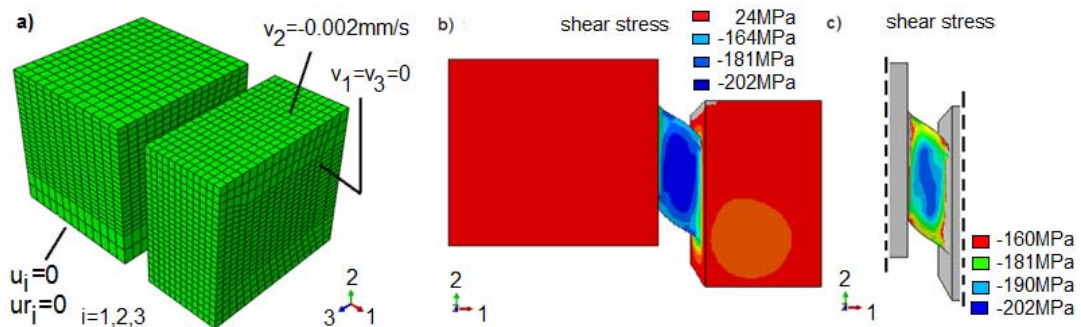 a)
v₂=-0.002mm/s
v₁=v₃=0
uᵢ=0
urᵢ=0
i=1,2,3
2
3
1
b)
shear stress
24MPa
-164MPa
-181MPa
-202MPa
2
1
c)
shear stress
2
1
-160MPa
-181MPa
-190MPa
-202MPa